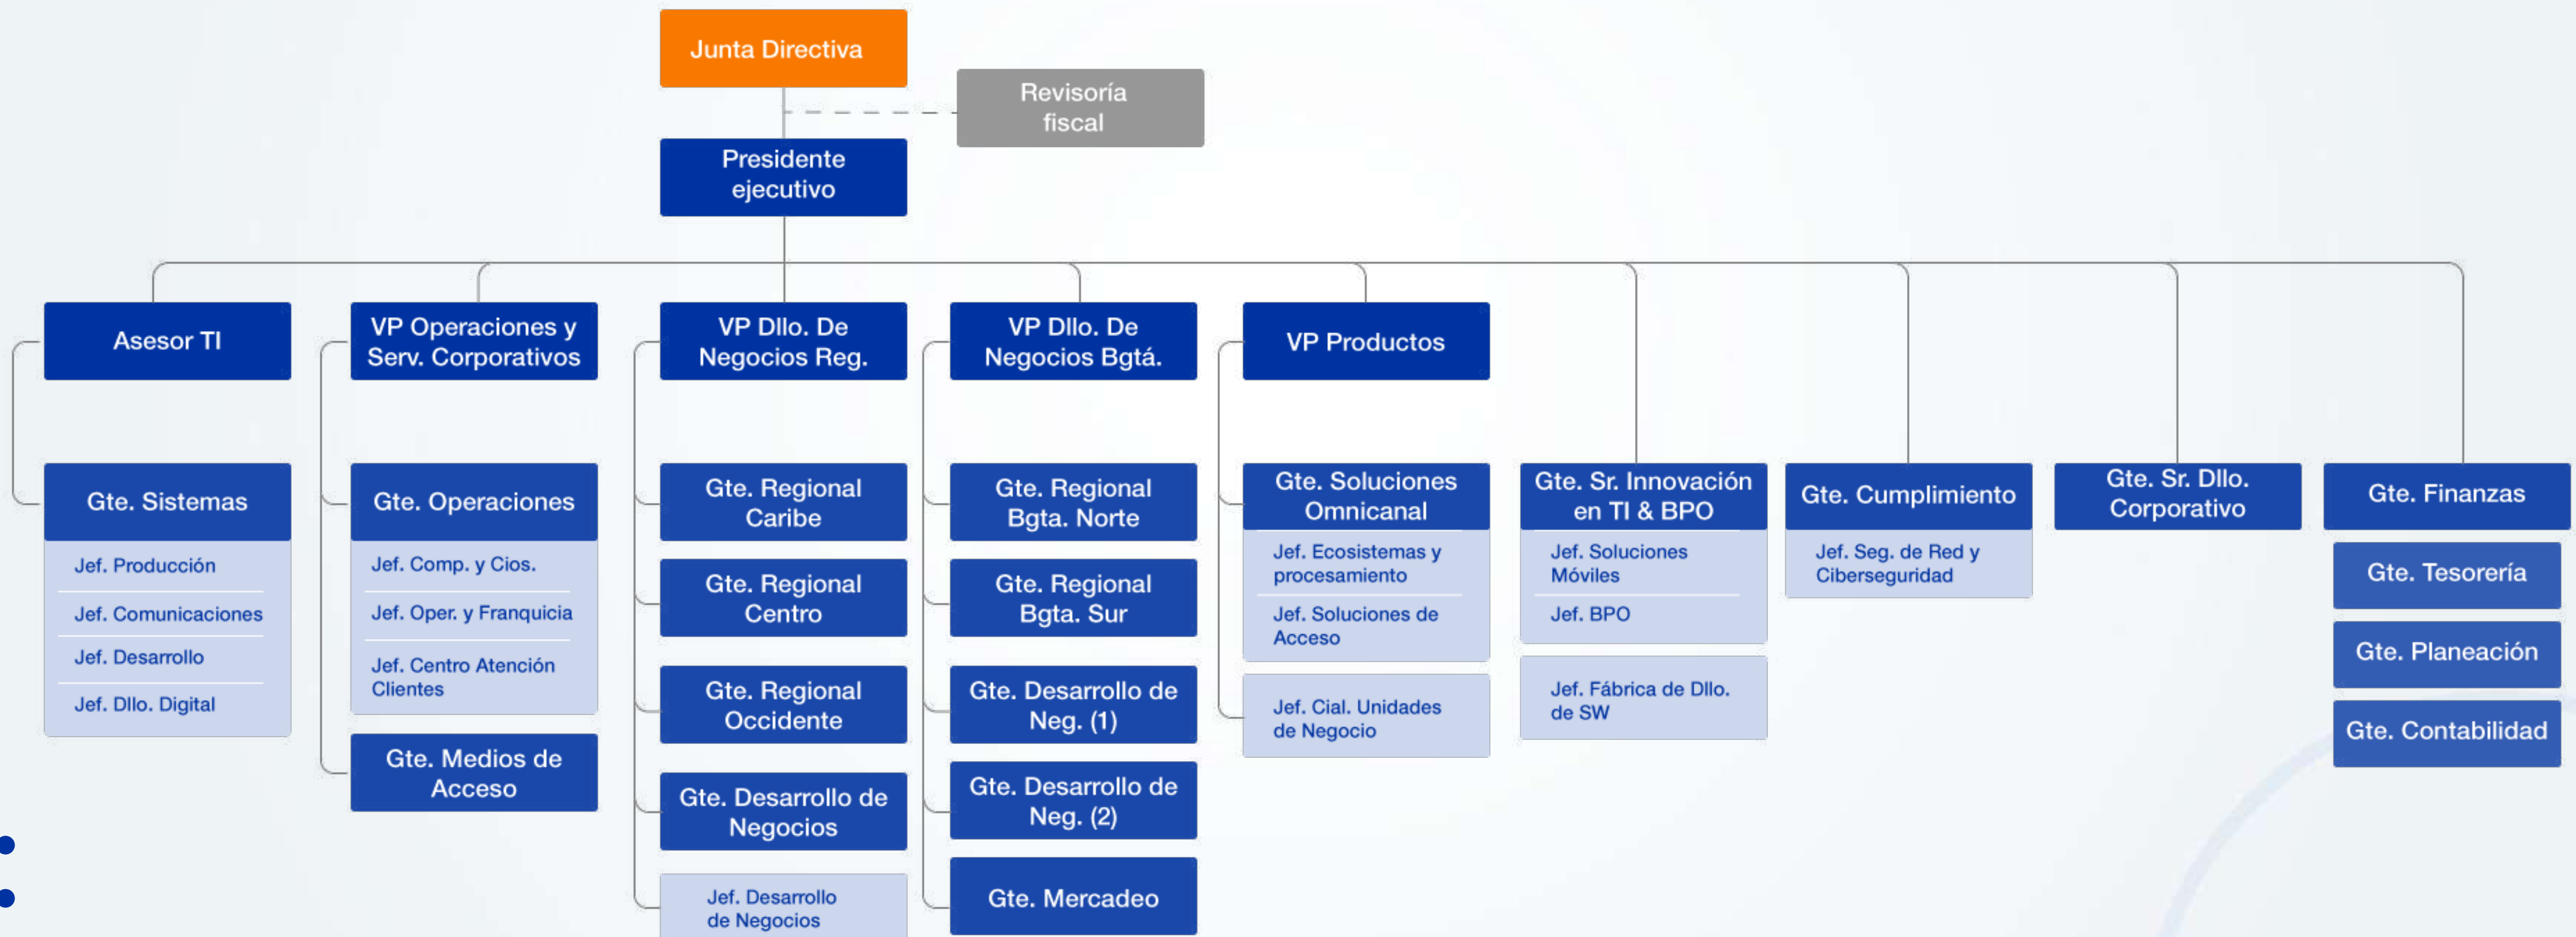 Junta Directiva
Revisoría
fiscal
Presidente
ejecutivo
Asesor TI
VP Operaciones y
Serv. Corporativos
VP Dllo. De
Negocios Reg.
VP Dllo. De
Negocios Bgtá.
VP Productos
Gte. Sistemas
Jef. Producción
Jef. Comunicaciones
Jef. Desarrollo
Jef. Dllo. Digital
Gte. Operaciones
Jef. Comp. y Cios.
Jef. Oper. y Franquicia
Jef. Centro Atención
Clientes
Gte. Medios de
Acceso
Gte. Regional
Caribe
Gte. Regional
Centro
Gte. Regional
Occidente
Gte. Desarrollo de
Negocios
Jef. Desarrollo
de Negocios
Gte. Regional
Bgta. Norte
Gte. Regional
Bgta. Sur
Gte. Desarrollo de
Neg. (1)
Gte. Desarrollo de
Neg. (2)
Gte. Mercadeo
Gte. Soluciones
Omnicanal
Jef. Ecosistemas y
procesamiento
Jef. Soluciones de
Acceso
Jef. Cial. Unidades
de Negocio
Gte. Sr. Innovación
en TI & BPO
Jef. Soluciones
Móviles
Jef. BPO
Jef. Fábrica de Dllo.
de SW
Gte. Cumplimiento
Jef. Seg. de Red y
Ciberseguridad
Gte. Sr. Dllo.
Corporativo
Gte. Finanzas
Gte. Tesorería
Gte. Planeación
Gte. Contabilidad